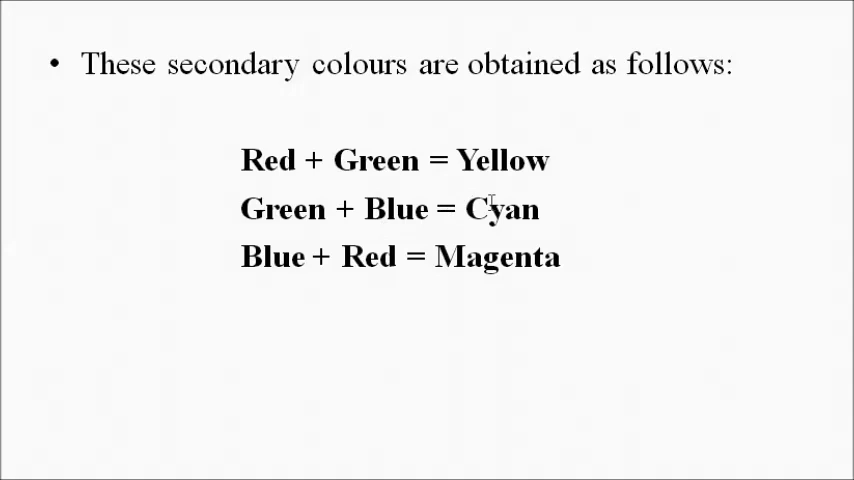 • These secondary colours are obtained as follows:
Red + Green = Yellow
Green + Blue = Cyan
Blue + Red = Magenta